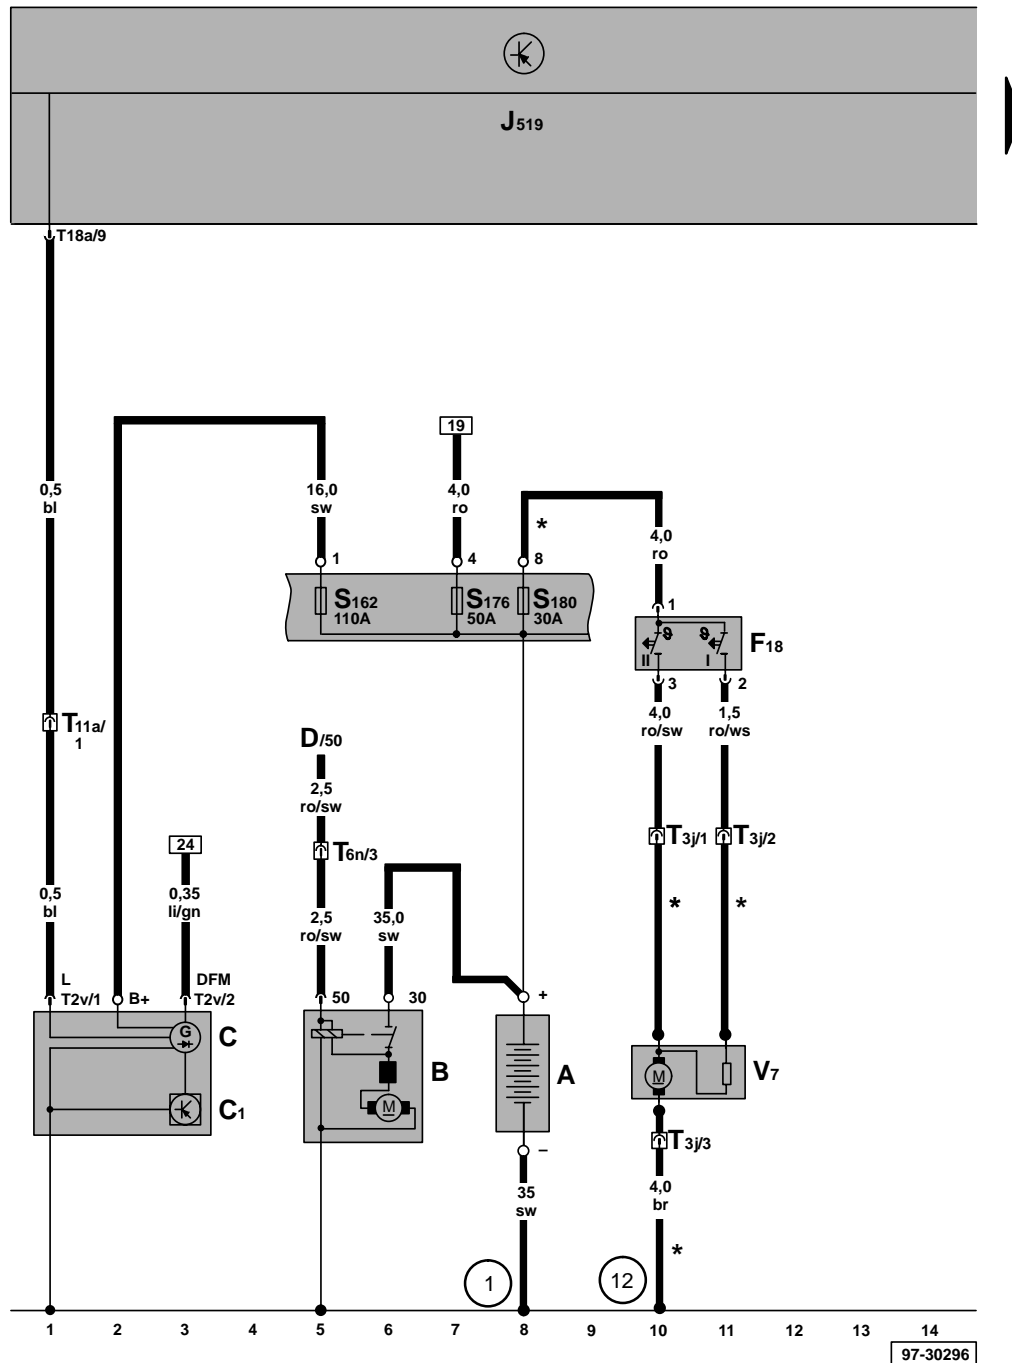 J519
T18a/9
19
0,5
bl
16,0
sw
4,0
ro
*
4,0
ro
1
4
8
1
S162
110A
S176
50A
S180
30A
F18
II
I
3
2
T11a/
1
4,0
ro/sw
1,5
ro/ws
D/50
2,5
ro/sw
24
T6n/3
T3j/1
T3j/2
0,5
bl
0,35
li/gn
2,5
ro/sw
35,0
sw
*
*
L
DFM
T2v/1
B+
T2v/2
50
30
+
G
C
C1
M
B
A
M
V7
T3j/3
–
35
sw
4,0
br
*
1
12
1 2 3 4 5 6 7 8 9 10 11 12 13 14
97-30296